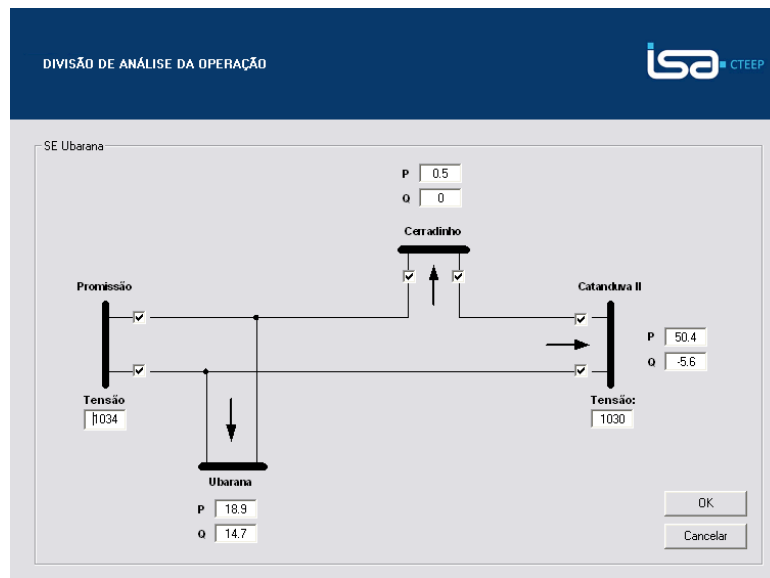 DIVISÃO DE ANÁLISE DA OPERAÇÃO
isa CTEEP
SE Ubarana
P 0.5
Q 0
Cerradinho
Promissão
Catanduva II
P 50.4
Q -5.6
Tensão
1034
Tensão:
1030
Ubarana
P 18.9
Q 14.7
OK
Cancelar